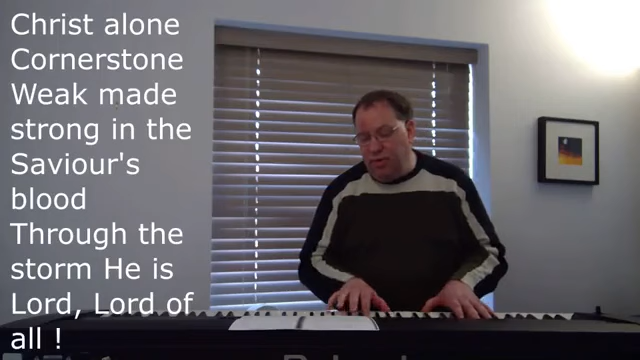 Christ alone
Cornerstone
Weak made
strong in the
Saviour's
blood
Through the
storm He is
Lord, Lord of
all !